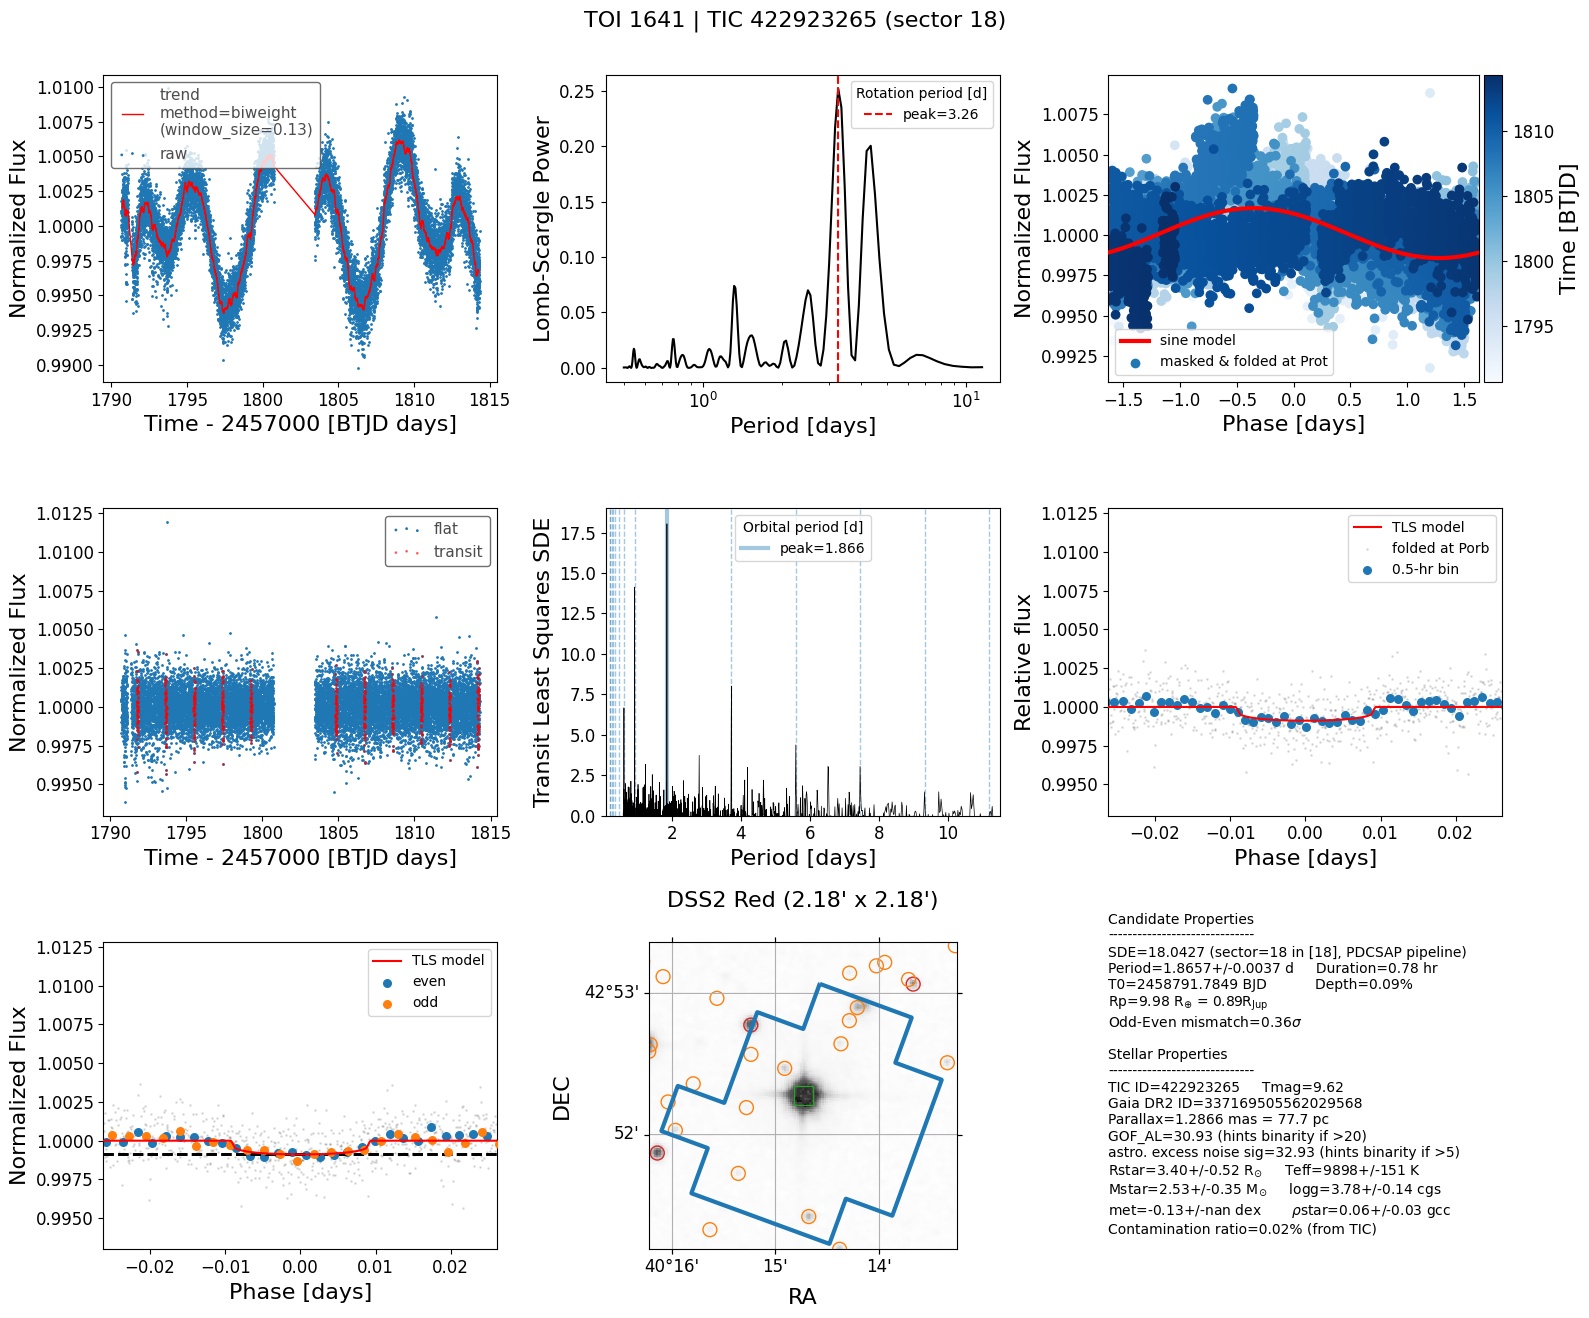 TOI 1641 | TIC 422923265 (sector 18)
Normalized Flux
1.0100
1.0075
1.0050
1.0025
1.0000
0.9975
0.9950
0.9925
0.9900
trend
method=biweight
(window_size=0.13)
raw
1790 1795 1800 1805 1810 1815
Time - 2457000 [BTJD days]
Lomb-Scargle Power
0.25
0.20
0.15
0.10
0.05
0.00
Rotation period [d]
peak=3.26
10⁰ 10¹
Period [days]
Normalized Flux
1.0075
1.0050
1.0025
1.0000
0.9975
0.9950
0.9925
sine model
masked & folded at Prot
−1.5 −1.0 −0.5 0.0 0.5 1.0 1.5
Phase [days]
1810
1805
1800
1795
Time [BTJD]
Normalized Flux
1.0125
1.0100
1.0075
1.0050
1.0025
1.0000
0.9975
0.9950
flat
transit
1790 1795 1800 1805 1810 1815
Time - 2457000 [BTJD days]
Transit Least Squares SDE
17.5
15.0
12.5
10.0
7.5
5.0
2.5
0.0
Orbital period [d]
peak=1.866
2 4 6 8 10
Period [days]
Relative flux
1.0125
1.0100
1.0075
1.0050
1.0025
1.0000
0.9975
0.9950
TLS model
folded at Porb
0.5-hr bin
−0.02 −0.01 0.00 0.01 0.02
Phase [days]
Normalized Flux
1.0125
1.0100
1.0075
1.0050
1.0025
1.0000
0.9975
0.9950
TLS model
even
odd
−0.02 −0.01 0.00 0.01 0.02
Phase [days]
DSS2 Red (2.18' x 2.18')
DEC
42°53'
52'
40°16' 15' 14'
RA
Candidate Properties
------------------------------
SDE=18.0427 (sector=18 in [18], PDCSAP pipeline)
Period=1.8657+/-0.0037 d Duration=0.78 hr
T0=2458791.7849 BJD Depth=0.09%
Rp=9.98 R⊕ = 0.89RJup
Odd-Even mismatch=0.36σ
Stellar Properties
------------------------------
TIC ID=422923265 Tmag=9.62
Gaia DR2 ID=337169505562029568
Parallax=1.2866 mas = 77.7 pc
GOF_AL=30.93 (hints binarity if >20)
astro. excess noise sig=32.93 (hints binarity if >5)
Rstar=3.40+/-0.52 R⊙ Teff=9898+/-151 K
Mstar=2.53+/-0.35 M⊙ logg=3.78+/-0.14 cgs
met=-0.13+/-nan dex ρstar=0.06+/-0.03 gcc
Contamination ratio=0.02% (from TIC)